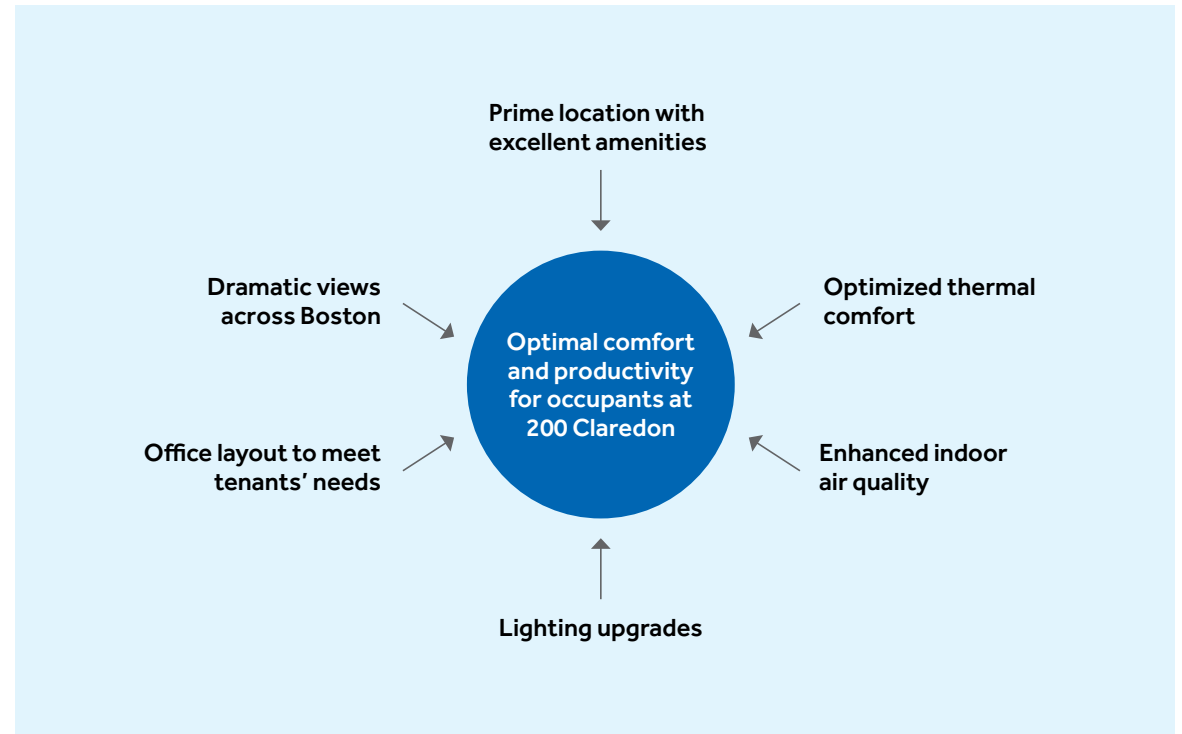 Prime location with
excellent amenities
Dramatic views
across Boston
Optimized thermal
comfort
Optimal comfort
and productivity
for occupants at
200 Claredon
Office layout to meet
tenants’ needs
Enhanced indoor
air quality
Lighting upgrades